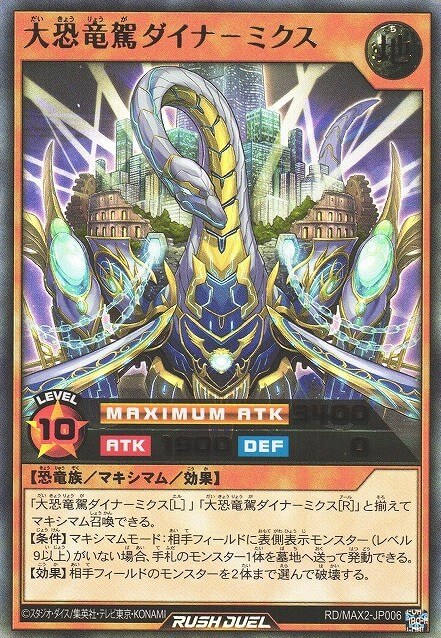 大恐竜駕ダイナーミクス
地
LEVEL
10
MAXIMUM ATK 3400
ATK 1900 DEF 0
【恐竜族／マキシマム／効果】
「大恐竜駕ダイナーミクス[L]」「大恐竜駕ダイナーミクス[R]」と揃えて
マキシマム召喚できる。
【条件】マキシマムモード：相手フィールドに表側表示モンスター(レベル
9以上)がいない場合、手札のモンスター1体を墓地へ送って発動できる。
【効果】相手フィールドのモンスターを2体まで選んで破壊する。
©スタジオ・ダイス/集英社・テレビ東京・KONAMI
RUSH DUEL
RD/MAX2-JP006